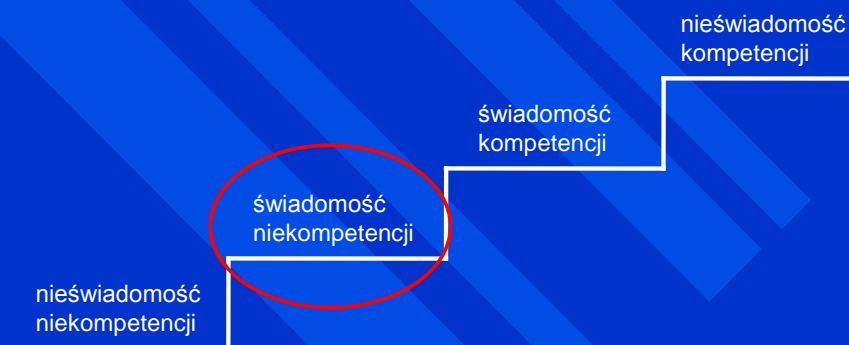 nieświadomość
kompetencji
świadomość
kompetencji
świadomość
niekompetencji
nieświadomość
niekompetencji